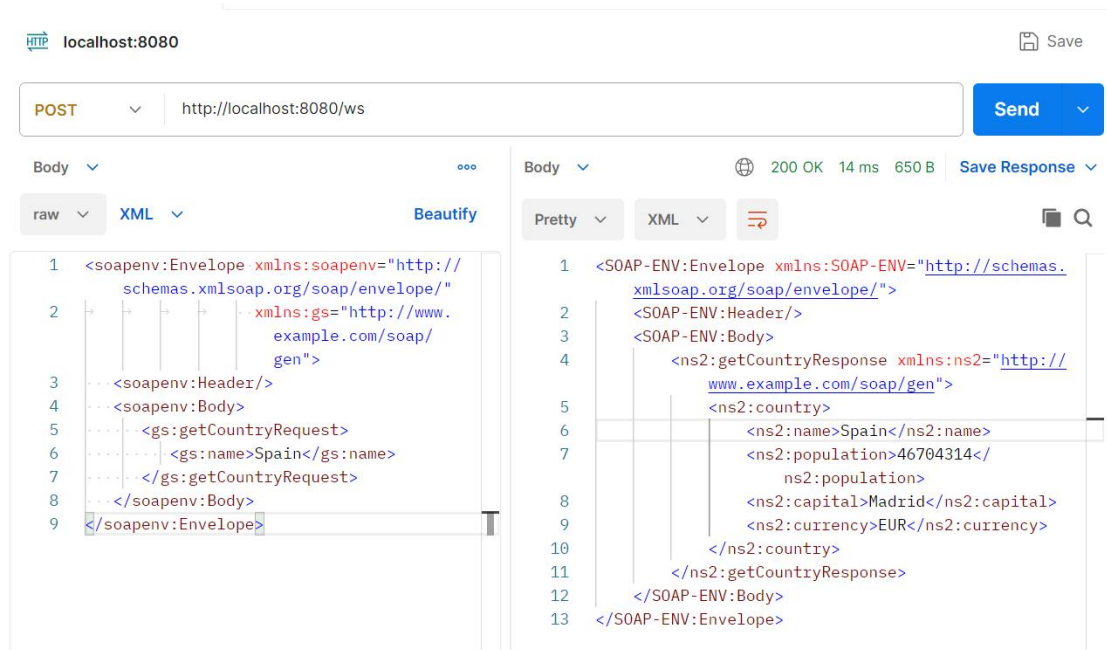 HTTP localhost:8080 Save
POST http://localhost:8080/ws Send
Body
raw XML Beautify
1 <soapenv:Envelope xmlns:soapenv="http://
schemas.xmlsoap.org/soap/envelope/"
2 xmlns:gs="http://www.
example.com/soap/
gen">
3 <soapenv:Header/>
4 <soapenv:Body>
5 <gs:getCountryRequest>
6 <gs:name>Spain</gs:name>
7 </gs:getCountryRequest>
8 </soapenv:Body>
9 </soapenv:Envelope>
Body 200 OK 14 ms 650 B Save Response
Pretty XML
1 <SOAP-ENV:Envelope xmlns:SOAP-ENV="http://schemas.
xmlsoap.org/soap/envelope/">
2 <SOAP-ENV:Header/>
3 <SOAP-ENV:Body>
4 <ns2:getCountryResponse xmlns:ns2="http://
www.example.com/soap/gen">
5 <ns2:country>
6 <ns2:name>Spain</ns2:name>
7 <ns2:population>46704314</
ns2:population>
8 <ns2:capital>Madrid</ns2:capital>
9 <ns2:currency>EUR</ns2:currency>
10 </ns2:country>
11 </ns2:getCountryResponse>
12 </SOAP-ENV:Body>
13 </SOAP-ENV:Envelope>